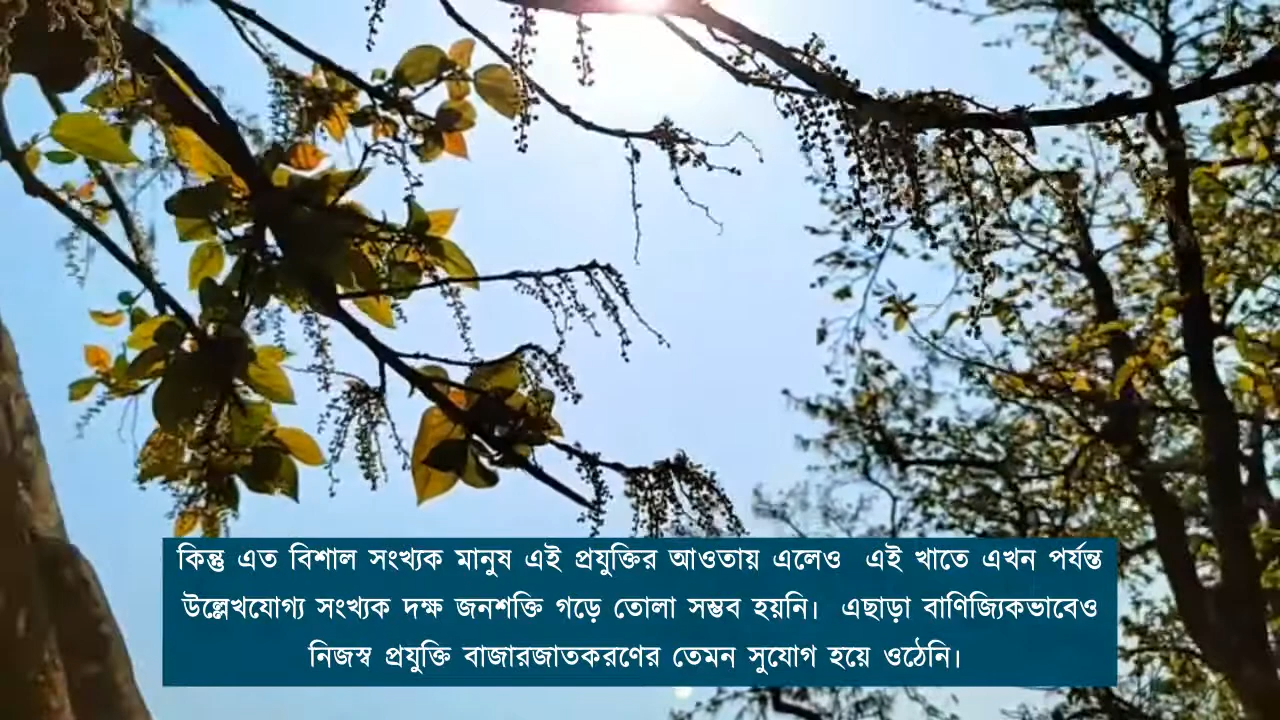 কিন্তু এত বিশাল সংখ্যক মানুষ এই প্রযুক্তির আওতায় এলেও এই খাতে এখন পর্যন্ত
উল্লেখযোগ্য সংখ্যক দক্ষ জনশক্তি গড়ে তোলা সম্ভব হয়নি। এছাড়া বাণিজ্যিকভাবেও
নিজস্ব প্রযুক্তি বাজারজাতকরণের তেমন সুযোগ হয়ে ওঠেনি।